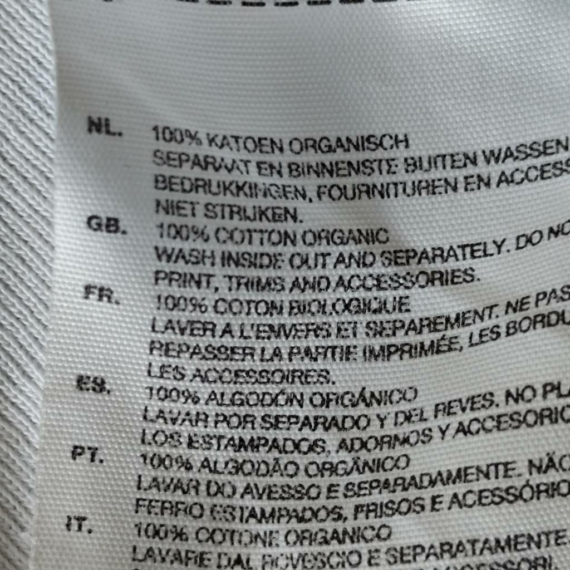 NL. 100% KATOEN ORGANISCH
SEPARAAT EN BINNENSTE BUITEN WASSEN
BEDRUKKINGEN, FOURNITUREN EN ACCESS
NIET STRIJKEN.
GB. 100% COTTON ORGANIC
WASH INSIDE OUT AND SEPARATELY. DO NO
PRINT, TRIMS AND ACCESSORIES.
FR. 100% COTON BIOLOGIQUE
LAVER A L'ENVERS ET SEPAREMENT. NE PAS
REPASSER LA PARTIE IMPRIMÉE, LES BORDU
LES ACCESSOIRES.
ES. 100% ALGODÓN ORGÁNICO
LAVAR POR SEPARADO Y DEL REVES. NO PL
LOS ESTAMPADOS, ADORNOS Y ACCESORIO
PT. 100% ALGODÃO ORGÂNICO
LAVAR DO AVESSO E SEPARADAMENTE. NÃO
FERRO ESTAMPADOS, FRISOS E ACESSÓRIO
IT. 100% COTONE ORGANICO
LAVARE DAL ROVESCIO E SEPARATAMENTE